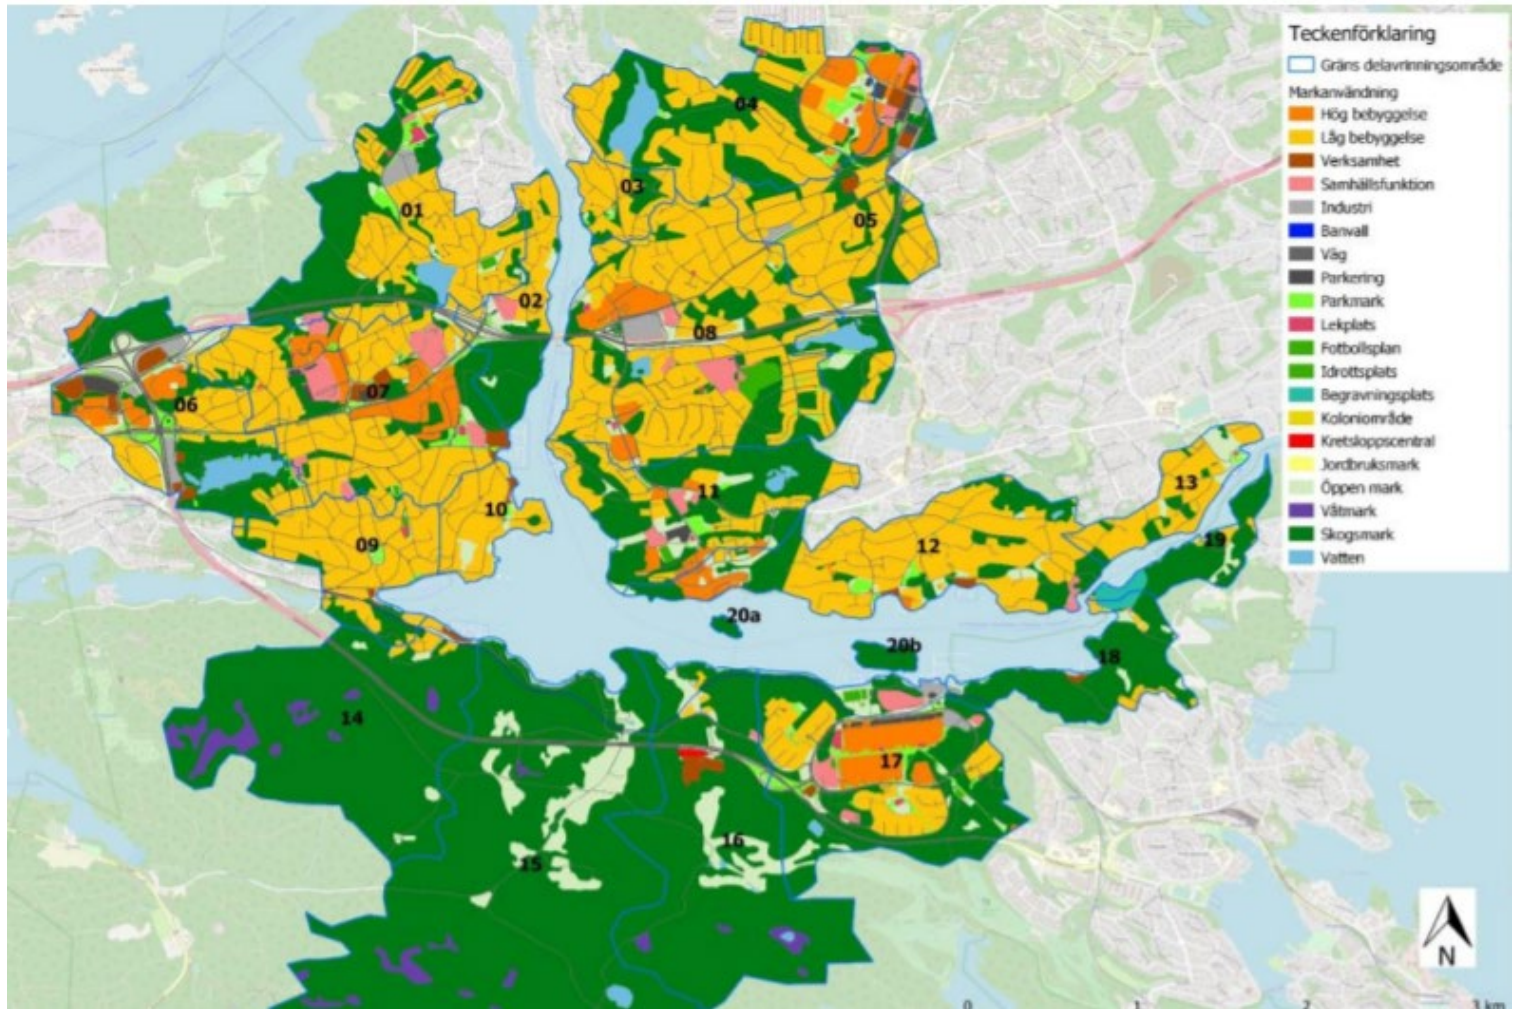 Teckenförklaring
Gräns delavrinningsområde
Markanvändning
Hög bebyggelse
Låg bebyggelse
Verksamhet
Samhällsfunktion
Industri
Banvall
Väg
Parkering
Parkmark
Lekplats
Fotbollsplan
Idrottsplats
Begravningsplats
Koloniområde
Kretsloppscentral
Jordbruksmark
Öppen mark
Våtmark
Skogsmark
Vatten
04
03
01
05
02
08
07
06
11
13
10
09
12
19
20a
20b
18
14
17
16
15
N
0 1 2 3 km